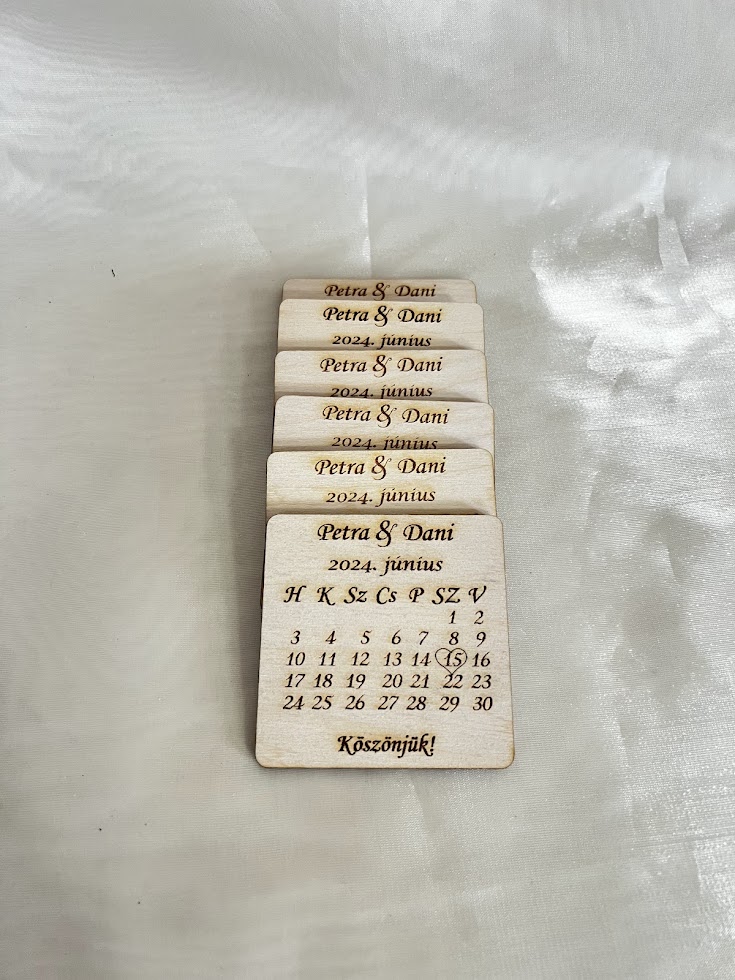 Petra & Dani
Petra & Dani
2024. június
Petra & Dani
2024. június
Petra & Dani
2024. június
Petra & Dani
2024. június
Petra & Dani
2024. június
H K Sz Cs P SZ V
1 2
3 4 5 6 7 8 9
10 11 12 13 14 15 16
17 18 19 20 21 22 23
24 25 26 27 28 29 30
Köszönjük!